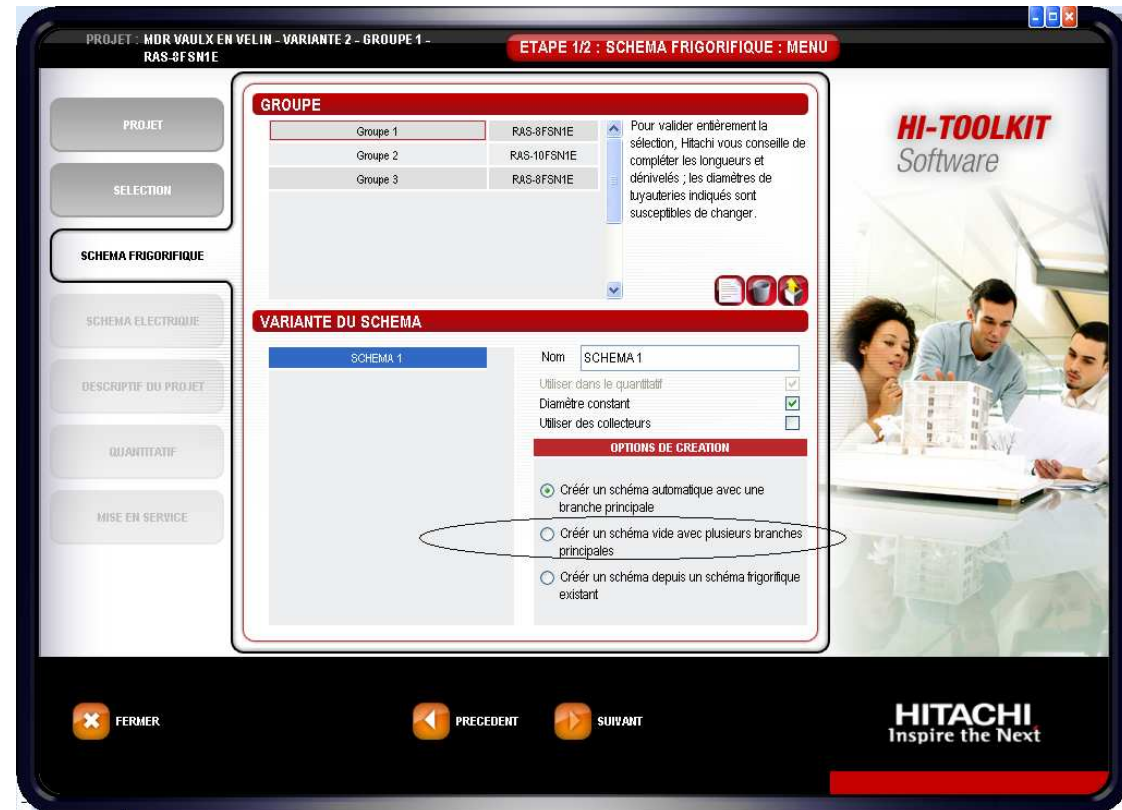 PROJET : MDR VAULX EN VELIN - VARIANTE 2 - GROUPE 1 -
RAS-8FSN1E
ETAPE 1/2 : SCHEMA FRIGORIFIQUE : MENU
PROJET
SELECTION
SCHEMA FRIGORIFIQUE
SCHEMA ELECTRIQUE
DESCRIPTIF DU PROJET
QUANTITATIF
MISE EN SERVICE
GROUPE
Groupe 1 RAS-8FSN1E
Groupe 2 RAS-10FSN1E
Groupe 3 RAS-8FSN1E
Pour valider entièrement la
sélection, Hitachi vous conseille de
compléter les longueurs et
dénivelés ; les diamètres de
tuyauteries indiqués sont
susceptibles de changer.
VARIANTE DU SCHEMA
SCHEMA 1
Nom SCHEMA 1
Utiliser dans le quantitatif
Diamètre constant
Utiliser des collecteurs
OPTIONS DE CREATION
Créér un schéma automatique avec une
branche principale
Créér un schéma vide avec plusieurs branches
principales
Créér un schéma depuis un schéma frigorifique
existant
HI-TOOLKIT
Software
FERMER
PRECEDENT
SUIVANT
HITACHI
Inspire the Next